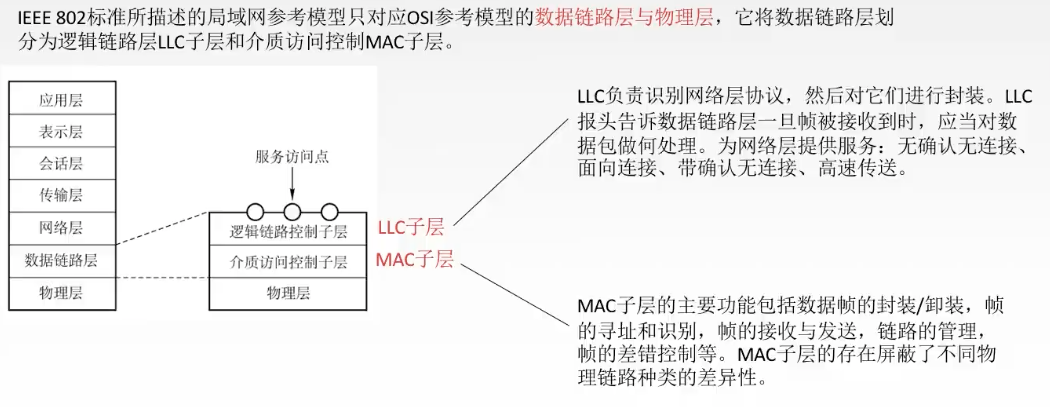 IEEE 802标准所描述的局域网参考模型只对应OSI参考模型的数据链路层与物理层，它将数据链路层划
分为逻辑链路层LLC子层和介质访问控制MAC子层。
应用层
表示层
会话层
传输层
网络层
数据链路层
物理层
服务访问点
逻辑链路控制子层
介质访问控制子层
物理层
LLC子层
MAC子层
LLC负责识别网络层协议，然后对它们进行封装。LLC
报头告诉数据链路层一旦帧被接收到时，应当对数
据包做何处理。为网络层提供服务：无确认无连接、
面向连接、带确认无连接、高速传送。
MAC子层的主要功能包括数据帧的封装/卸装，帧
的寻址和识别，帧的接收与发送，链路的管理，
帧的差错控制等。MAC子层的存在屏蔽了不同物
理链路种类的差异性。